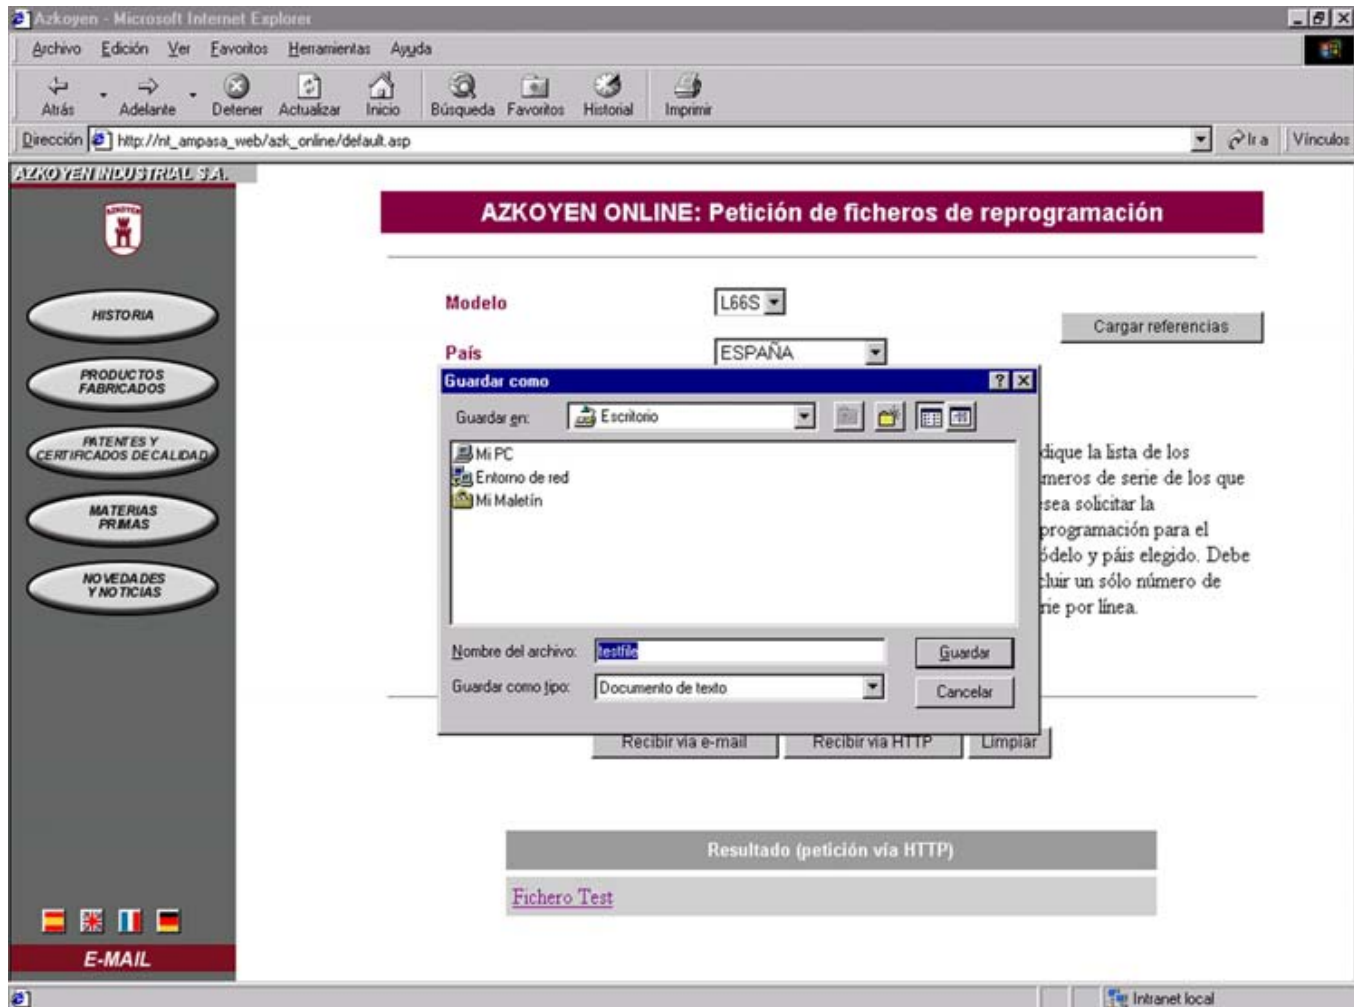 Azkoyen - Microsoft Internet Explorer
Archivo Edición Ver Favoritos Herramientas Ayuda
Atrás Adelante Detener Actualizar Inicio Búsqueda Favoritos Historial Imprimir
Dirección http://nt_ampasa_web/azk_online/default.asp Ir a Vínculos
AZKOYEN INDUSTRIAL S.A.
AZKOYEN ONLINE: Petición de ficheros de reprogramación
AZKOYEN
HISTORIA
PRODUCTOS
FABRICADOS
PATENTES Y
CERTIFICADOS DE CALIDAD
MATERIAS
PRIMAS
NOVEDADES
Y NOTICIAS
E-MAIL
Modelo L66S
Cargar referencias
País ESPAÑA
Guardar como
Guardar en: Escritorio
Mi PC
Entorno de red
Mi Maletín
Nombre del archivo: testfile Guardar
Guardar como tipo: Documento de texto Cancelar
dique la lista de los
meros de serie de los que
sea solicitar la
programación para el
ódelo y páis elegido. Debe
cluir un sólo número de
rie por línea.
Recibir via e-mail Recibir via HTTP Limpiar
Resultado (petición vía HTTP)
Fichero Test
Intranet local